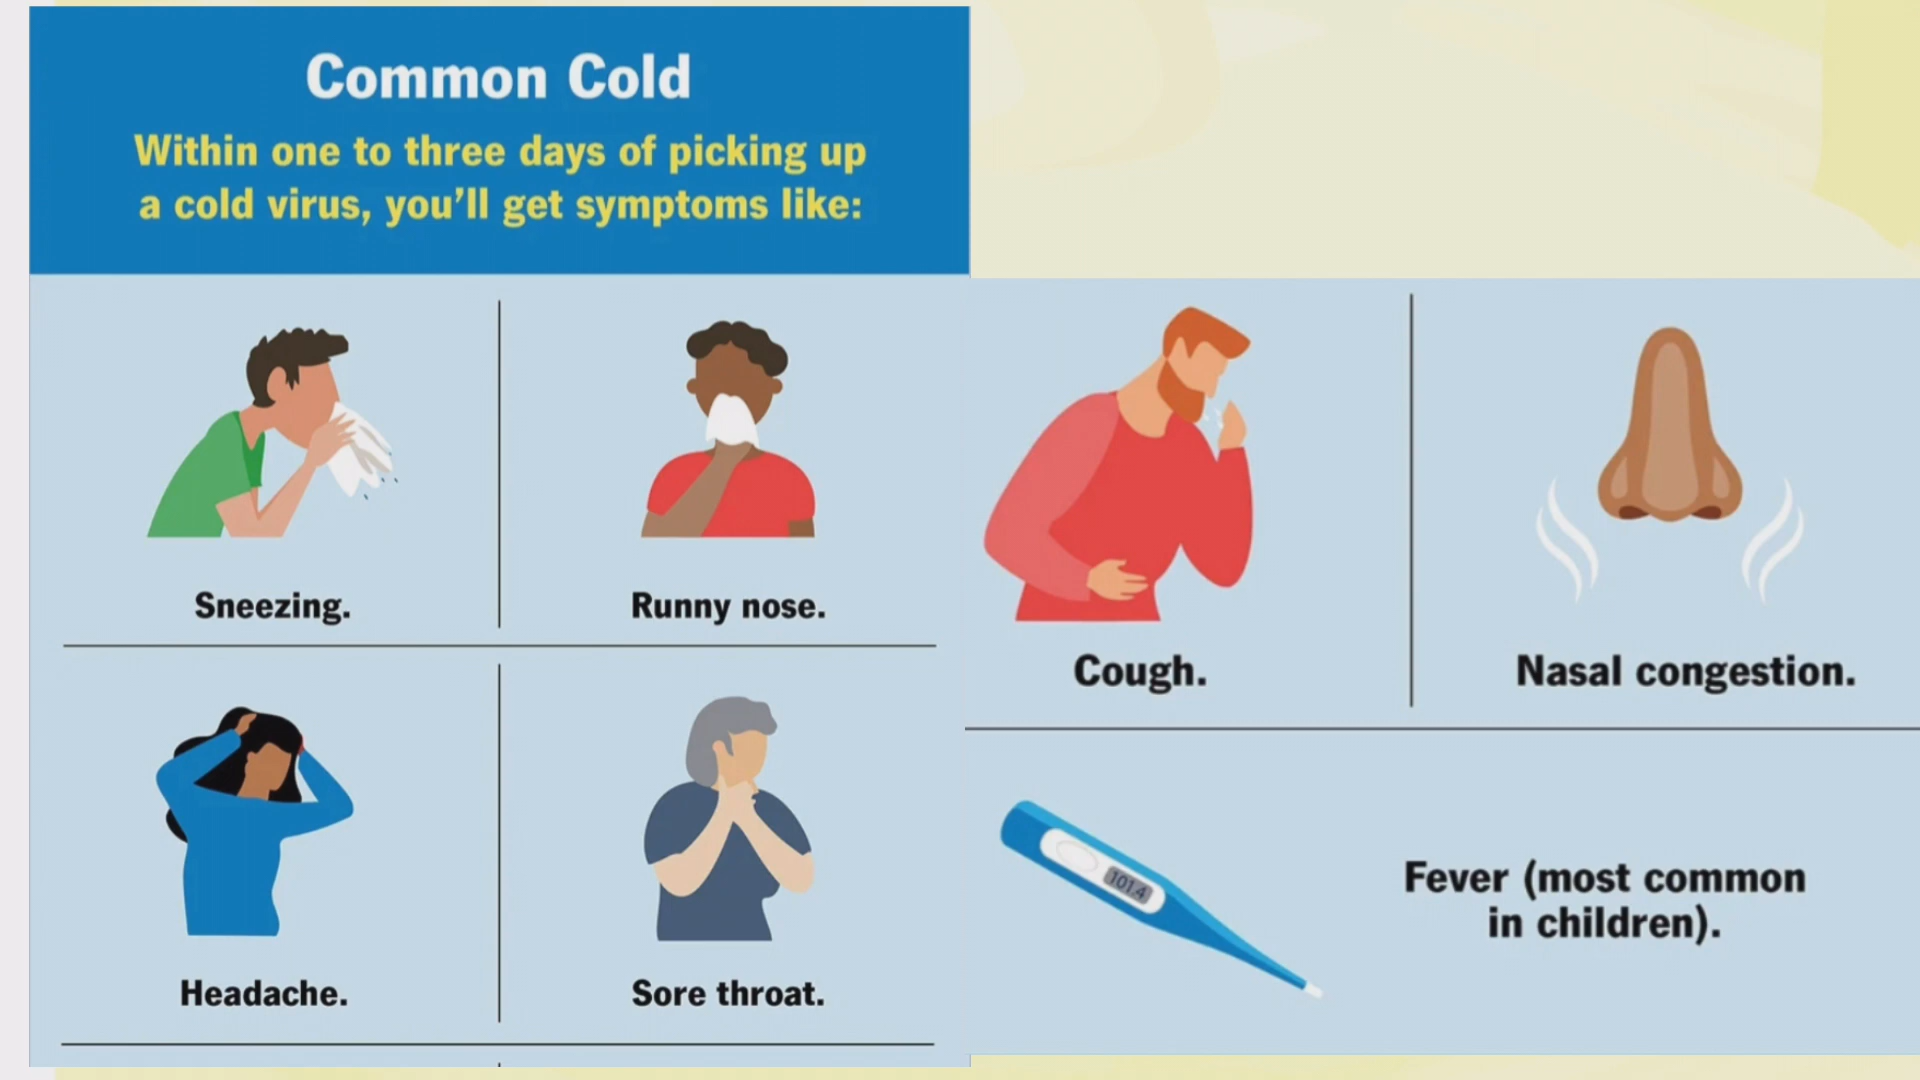 Common Cold
Within one to three days of picking up
a cold virus, you'll get symptoms like:
Sneezing.
Runny nose.
Headache.
Sore throat.
Cough.
Nasal congestion.
101.4
Fever (most common
in children).